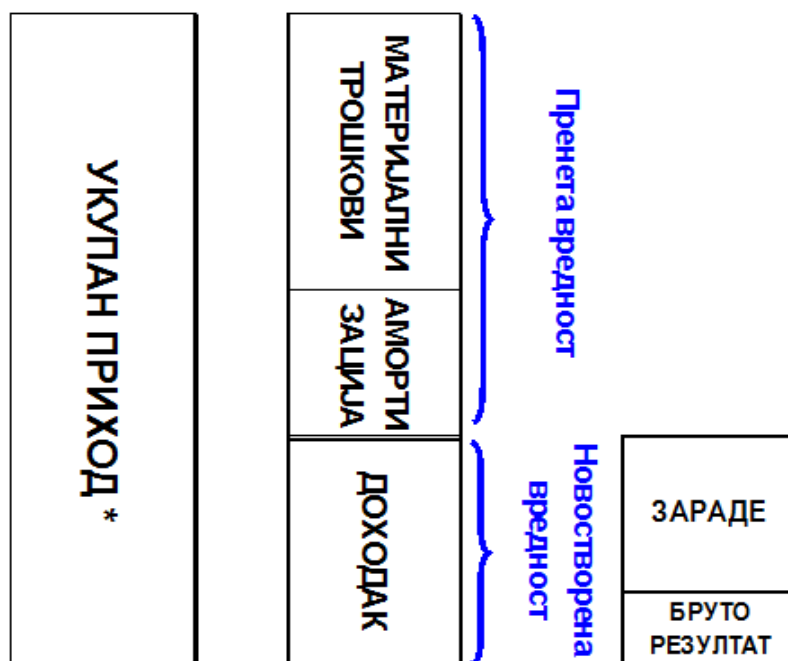 УКУПАН ПРИХОД *
МАТЕРИЈАЛНИ
ТРОШКОВИ
АМОРТИ
ЗАЦИЈА
ДОХОДАК
Пренета вредност
Новостворена
вредност
ЗАРАДЕ
БРУТО
РЕЗУЛТАТ